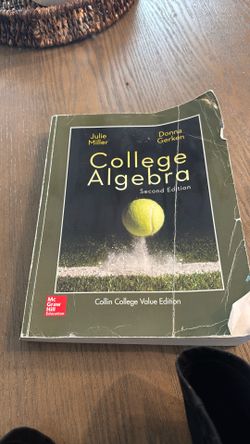 Julie
Miller
Donna
Gerken
College
Algebra
Second Edition
Mc
Graw
Hill
Education
Collin College Value Edition